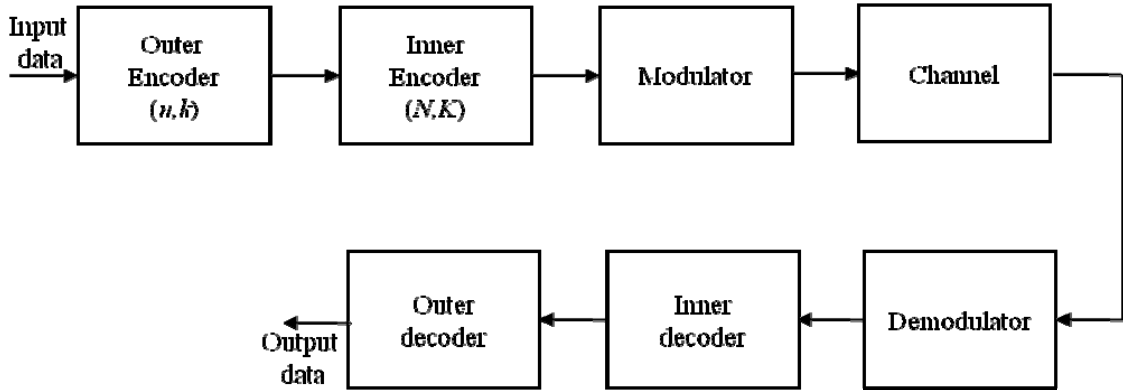 Input
data
Outer
Encoder
(n,k)
Inner
Encoder
(N,K)
Modulator
Channel
Outer
decoder
Inner
decoder
Demodulator
Output
data